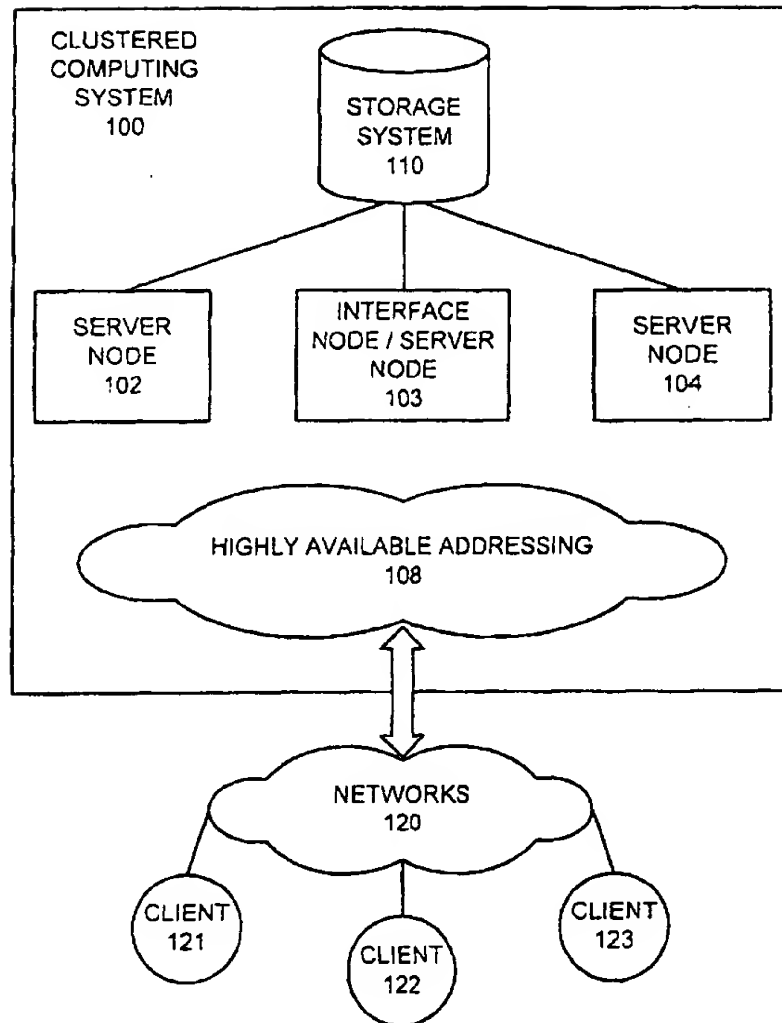 CLUSTERED
COMPUTING
SYSTEM
100
STORAGE
SYSTEM
110
SERVER
NODE
102
INTERFACE
NODE / SERVER
NODE
103
SERVER
NODE
104
HIGHLY AVAILABLE ADDRESSING
108
NETWORKS
120
CLIENT
121
CLIENT
122
CLIENT
123